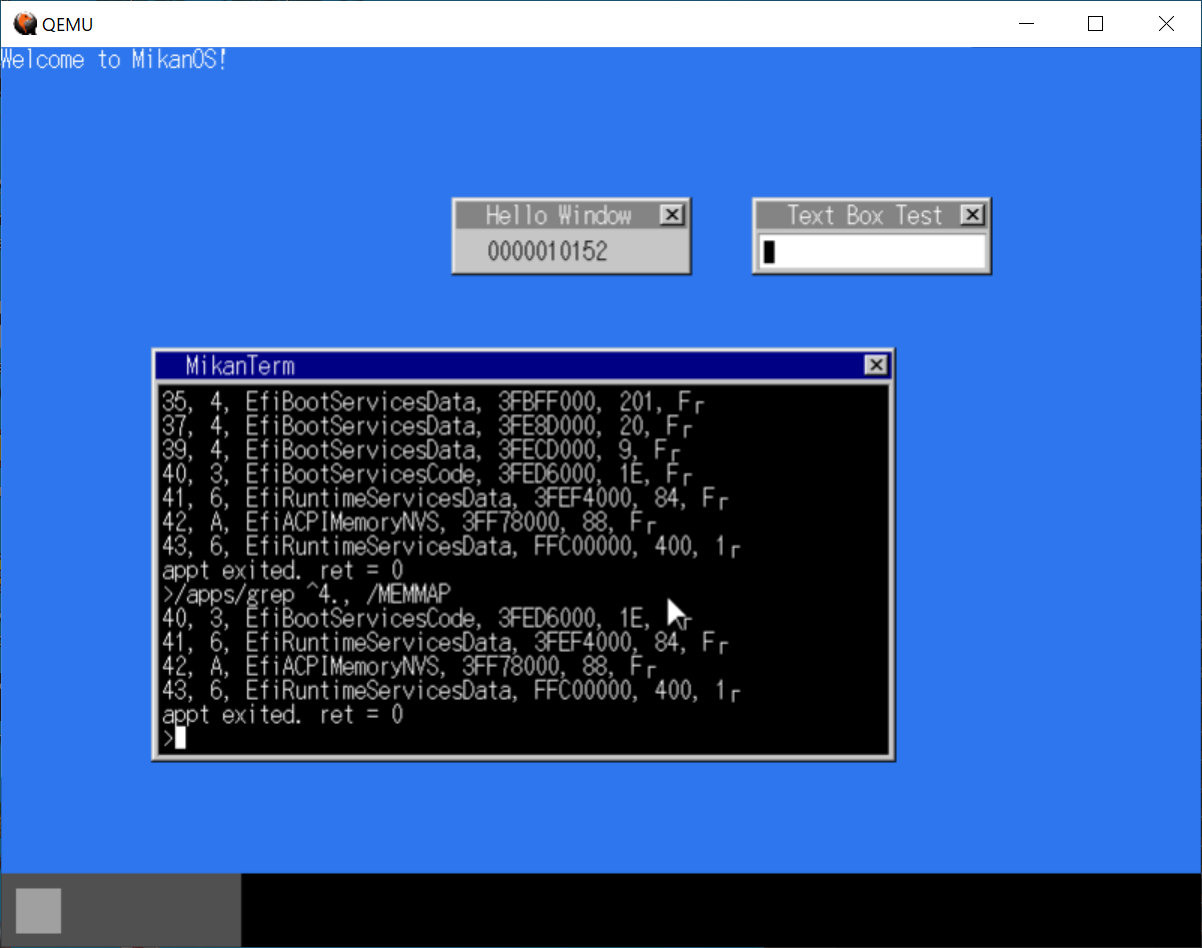 QEMU
Welcome to MikanOS!
Hello Window
0000010152
Text Box Test
MikanTerm
35, 4, EfiBootServicesData, 3FBFF000, 201, F┌
37, 4, EfiBootServicesData, 3FE8D000, 20, F┌
39, 4, EfiBootServicesData, 3FECD000, 9, F┌
40, 3, EfiBootServicesCode, 3FED6000, 1E, F┌
41, 6, EfiRuntimeServicesData, 3FEF4000, 84, F┌
42, A, EfiACPIMemoryNVS, 3FF78000, 88, F┌
43, 6, EfiRuntimeServicesData, FFC00000, 400, 1┌
appt exited. ret = 0
>/apps/grep ^4., /MEMMAP
40, 3, EfiBootServicesCode, 3FED6000, 1E, ┌
41, 6, EfiRuntimeServicesData, 3FEF4000, 84, F┌
42, A, EfiACPIMemoryNVS, 3FF78000, 88, F┌
43, 6, EfiRuntimeServicesData, FFC00000, 400, 1┌
appt exited. ret = 0
>